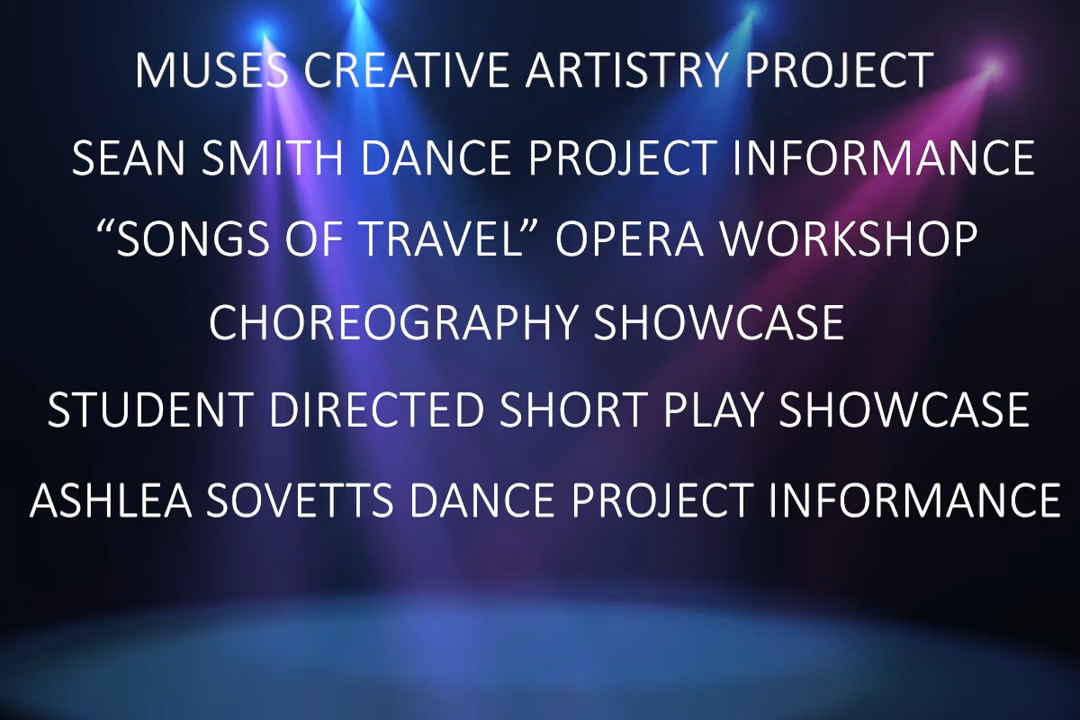 MUSES CREATIVE ARTISTRY PROJECT
SEAN SMITH DANCE PROJECT INFORMANCE
“SONGS OF TRAVEL” OPERA WORKSHOP
CHOREOGRAPHY SHOWCASE
STUDENT DIRECTED SHORT PLAY SHOWCASE
ASHLEA SOVETTS DANCE PROJECT INFORMANCE